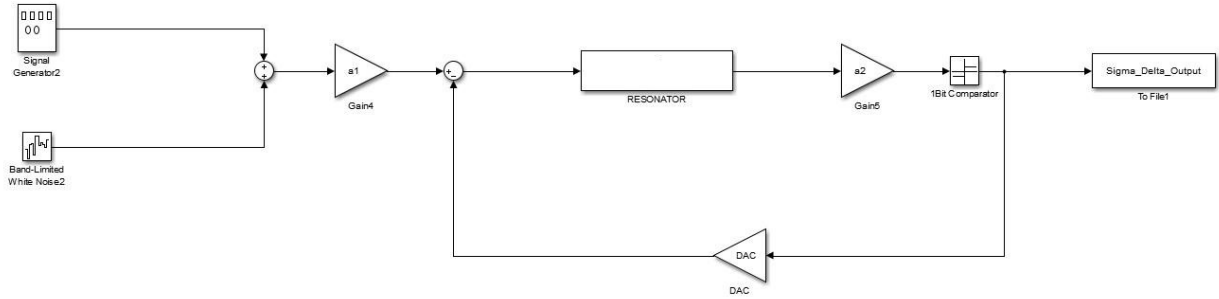 Signal
Generator2
Band-Limited
White Noise2
+
+
a1
Gain4
+
−
RESONATOR
a2
Gain5
1Bit Comparator
Sigma_Delta_Output
To File1
DAC
DAC